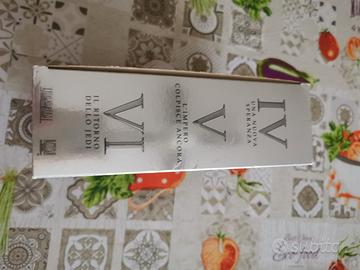 IV
UNA NUOVA
SPERANZA
V
L'IMPERO
COLPISCE ANCORA
VI
IL RITORNO
DELLO JEDI
subito